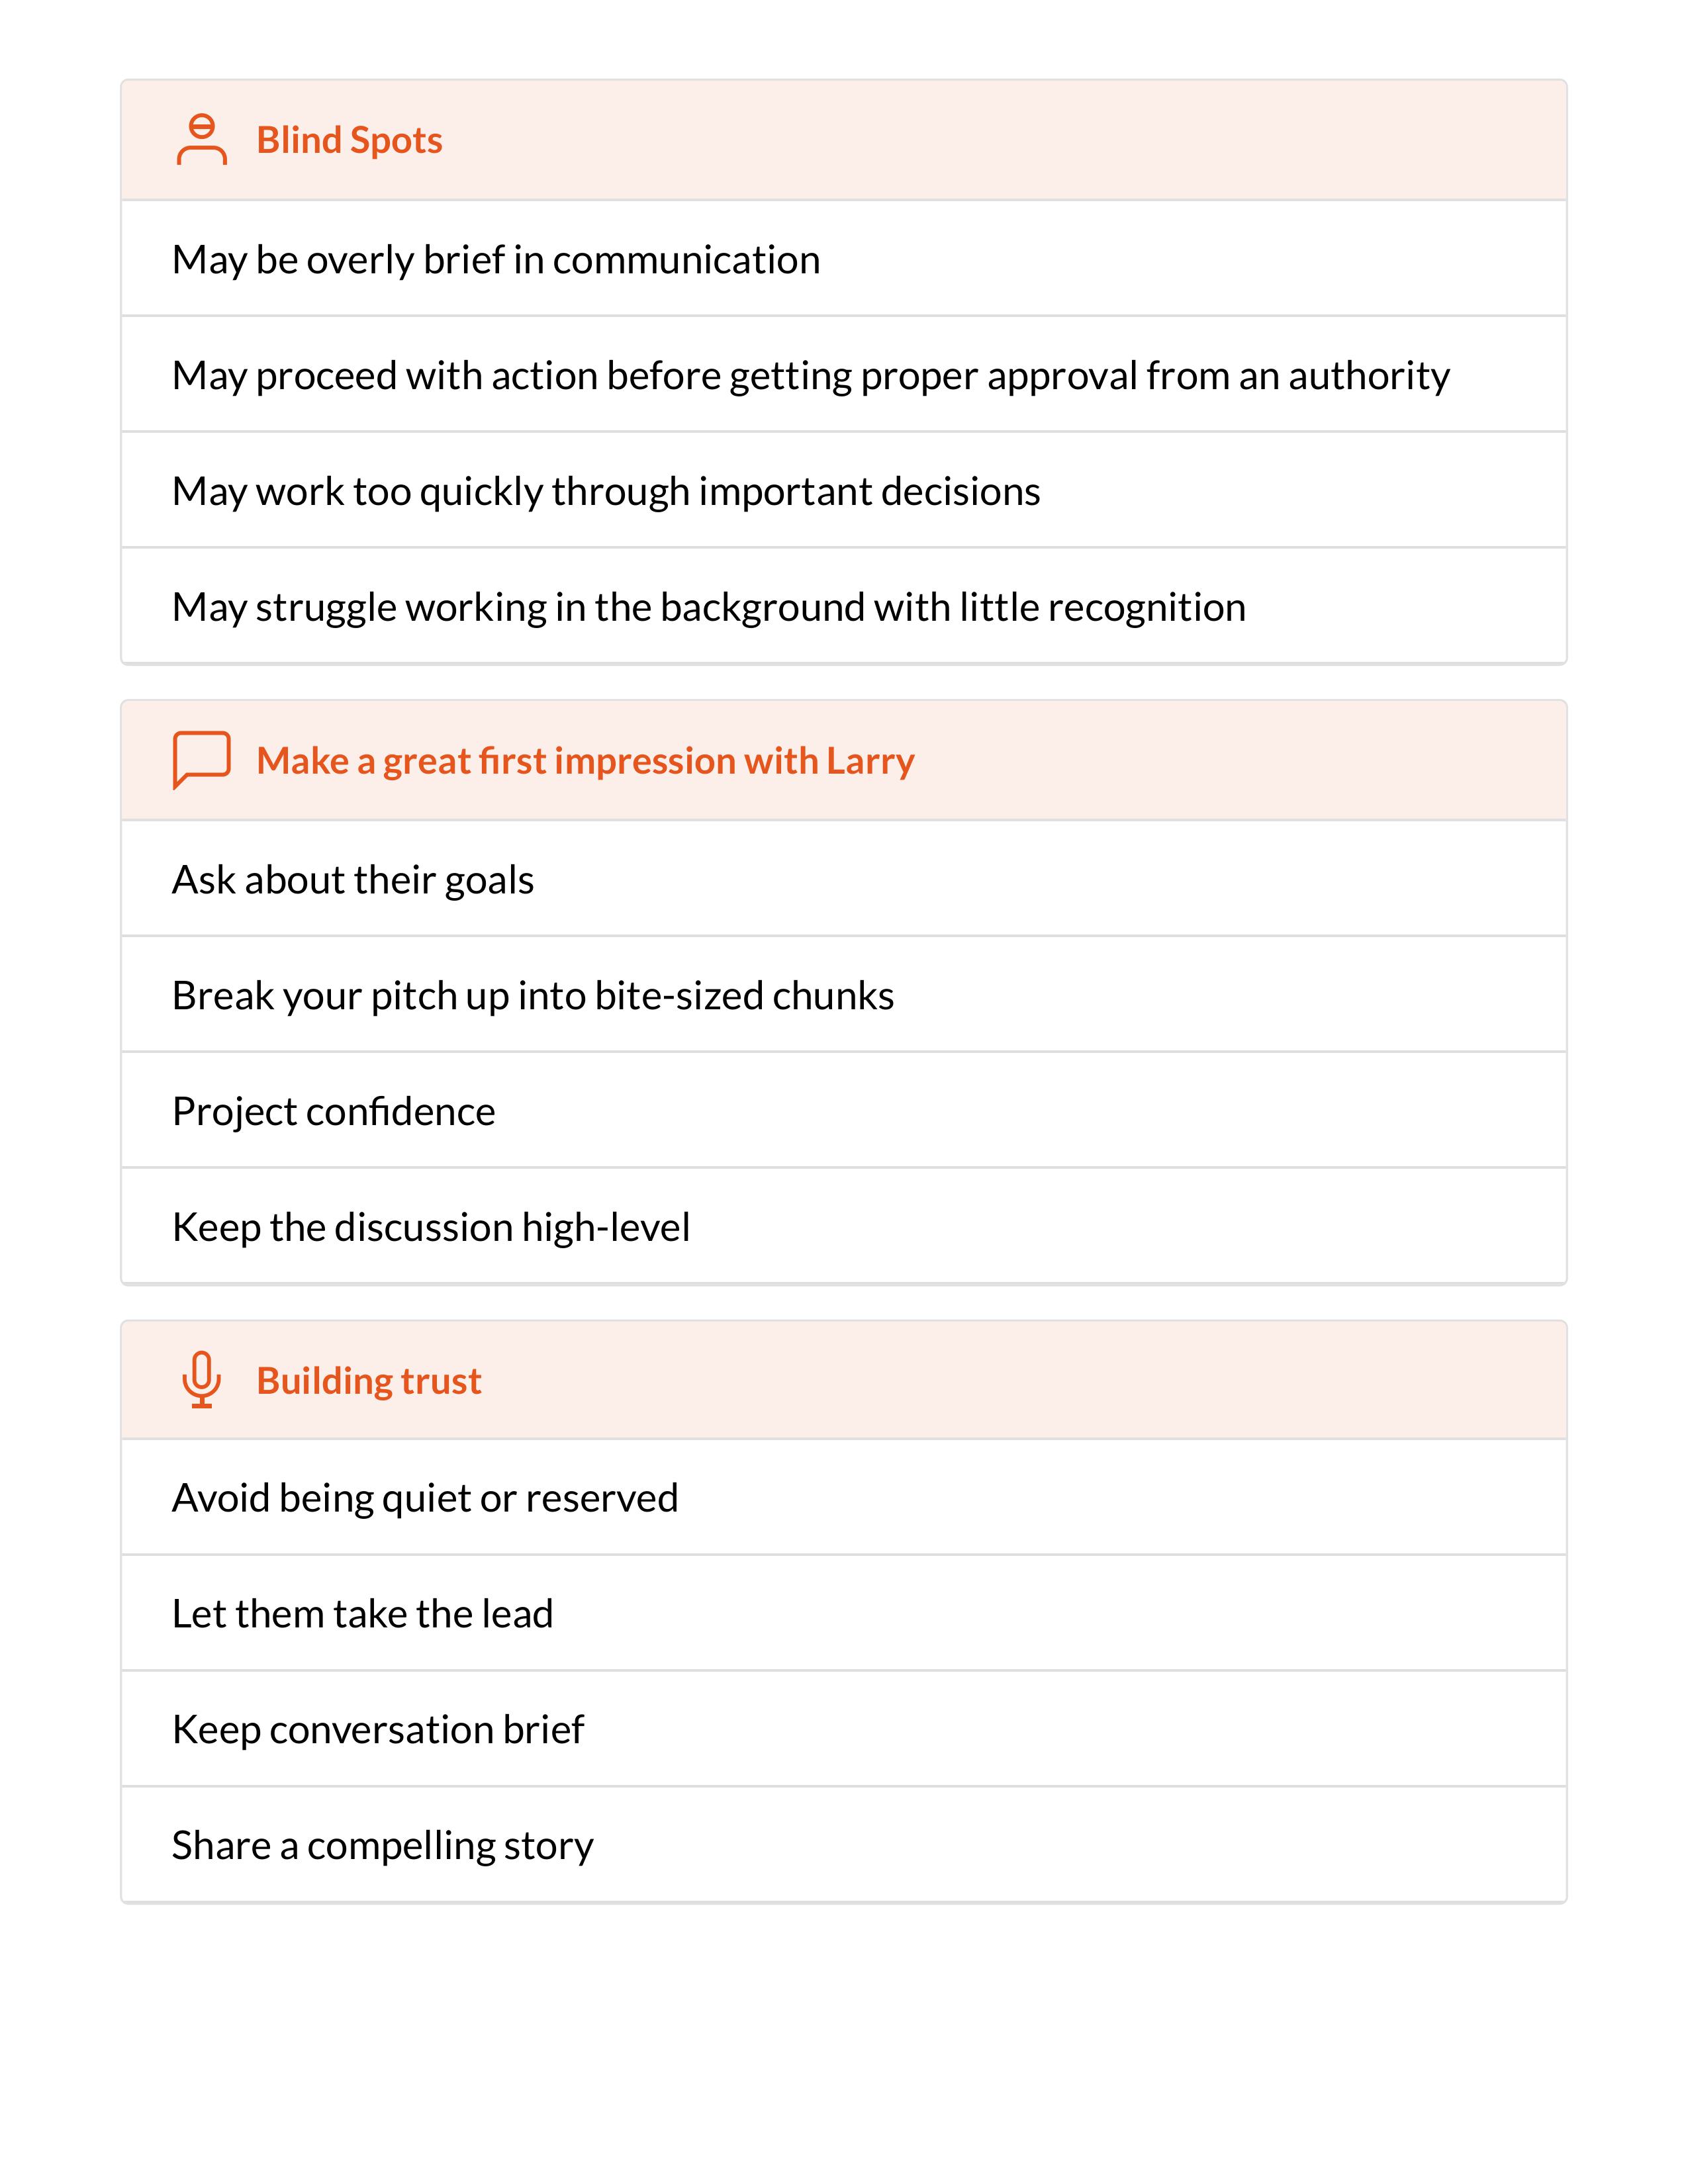 Blind Spots
May be overly brief in communication
May proceed with action before getting proper approval from an authority
May work too quickly through important decisions
May struggle working in the background with little recognition
Make a great first impression with Larry
Ask about their goals
Break your pitch up into bite-sized chunks
Project confidence
Keep the discussion high-level
Building trust
Avoid being quiet or reserved
Let them take the lead
Keep conversation brief
Share a compelling story